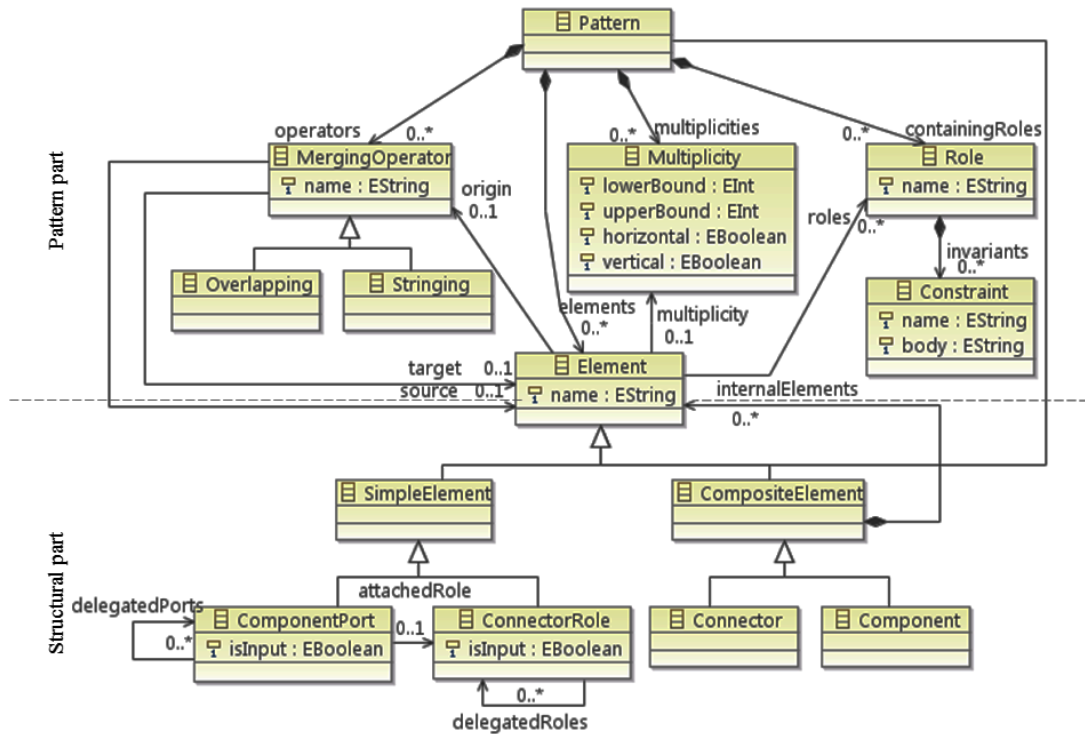 Pattern
operators
0..*
0..*
multiplicities
0..*
containingRoles
Pattern part
MergingOperator
name : EString
Multiplicity
lowerBound : EInt
upperBound : EInt
horizontal : EBoolean
vertical : EBoolean
Role
name : EString
origin
0..1
roles
0..*
invariants
0..*
Overlapping
Stringing
Constraint
name : EString
body : EString
elements
0..*
multiplicity
0..1
target 0..1
source 0..1
Element
name : EString
internalElements
0..*
Structural part
SimpleElement
CompositeElement
attachedRole
delegatedPorts
0..*
ComponentPort
isInput : EBoolean
0..1
ConnectorRole
isInput : EBoolean
Connector
Component
0..*
delegatedRoles